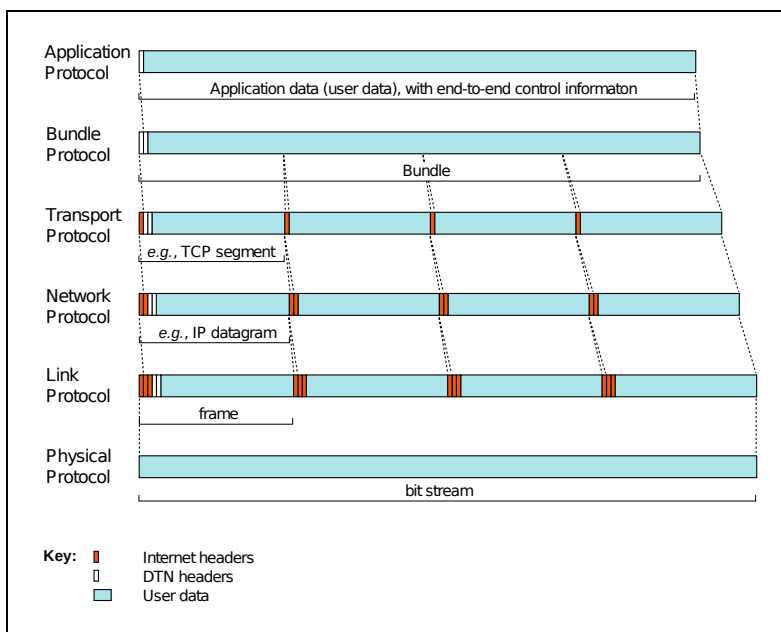 Application
Protocol
Application data (user data), with end-to-end control informaton
Bundle
Protocol
Bundle
Transport
Protocol
e.g., TCP segment
Network
Protocol
e.g., IP datagram
Link
Protocol
frame
Physical
Protocol
bit stream
Key:
Internet headers
DTN headers
User data